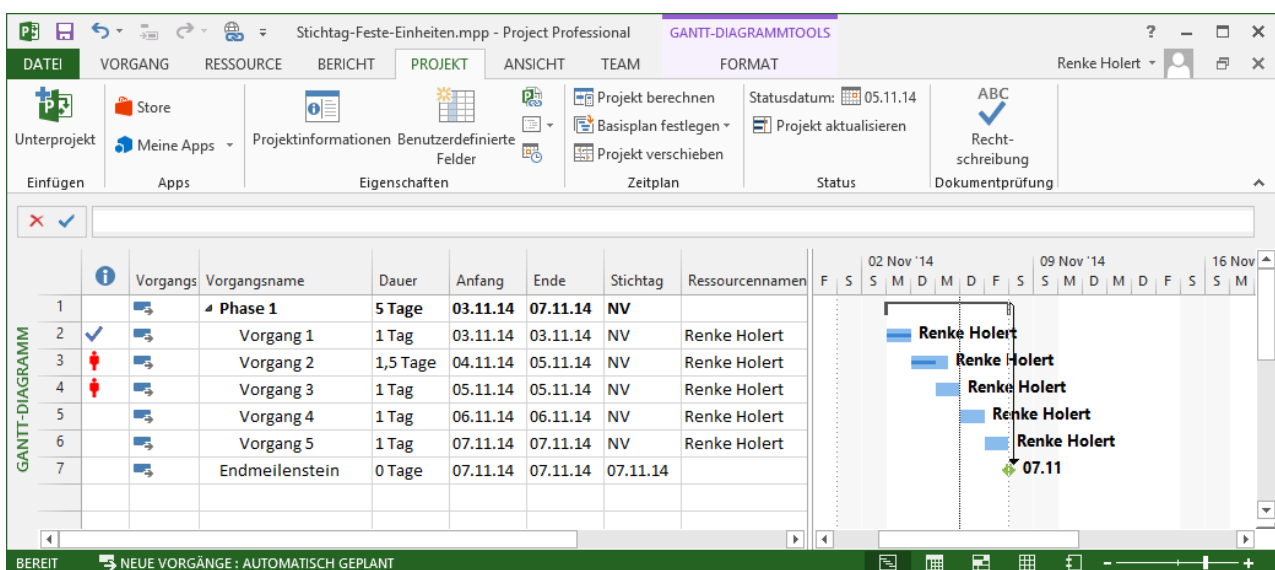 Stichtag-Feste-Einheiten.mpp - Project Professional GANTT-DIAGRAMMTOOLS ?
DATEI VORGANG RESSOURCE BERICHT PROJEKT ANSICHT TEAM FORMAT Renke Holert
Unterprojekt
Store
Meine Apps
Projektinformationen
Benutzerdefinierte
Felder
Projekt berechnen
Basisplan festlegen
Projekt verschieben
Statusdatum: 05.11.14
Projekt aktualisieren
ABC
Recht-
schreibung
Einfügen Apps Eigenschaften Zeitplan Status Dokumentprüfung
02 Nov '14 09 Nov '14 16 Nov
Vorgangs Vorgangsname Dauer Anfang Ende Stichtag Ressourcennamen F S S M D M D F S S M D M D F S S M
1 Phase 1 5 Tage 03.11.14 07.11.14 NV
2 Vorgang 1 1 Tag 03.11.14 03.11.14 NV Renke Holert Renke Holert
3 Vorgang 2 1,5 Tage 04.11.14 05.11.14 NV Renke Holert Renke Holert
4 Vorgang 3 1 Tag 05.11.14 05.11.14 NV Renke Holert Renke Holert
5 Vorgang 4 1 Tag 06.11.14 06.11.14 NV Renke Holert Renke Holert
6 Vorgang 5 1 Tag 07.11.14 07.11.14 NV Renke Holert Renke Holert
7 Endmeilenstein 0 Tage 07.11.14 07.11.14 07.11.14 07.11
GANTT-DIAGRAMM
BEREIT NEUE VORGÄNGE : AUTOMATISCH GEPLANT